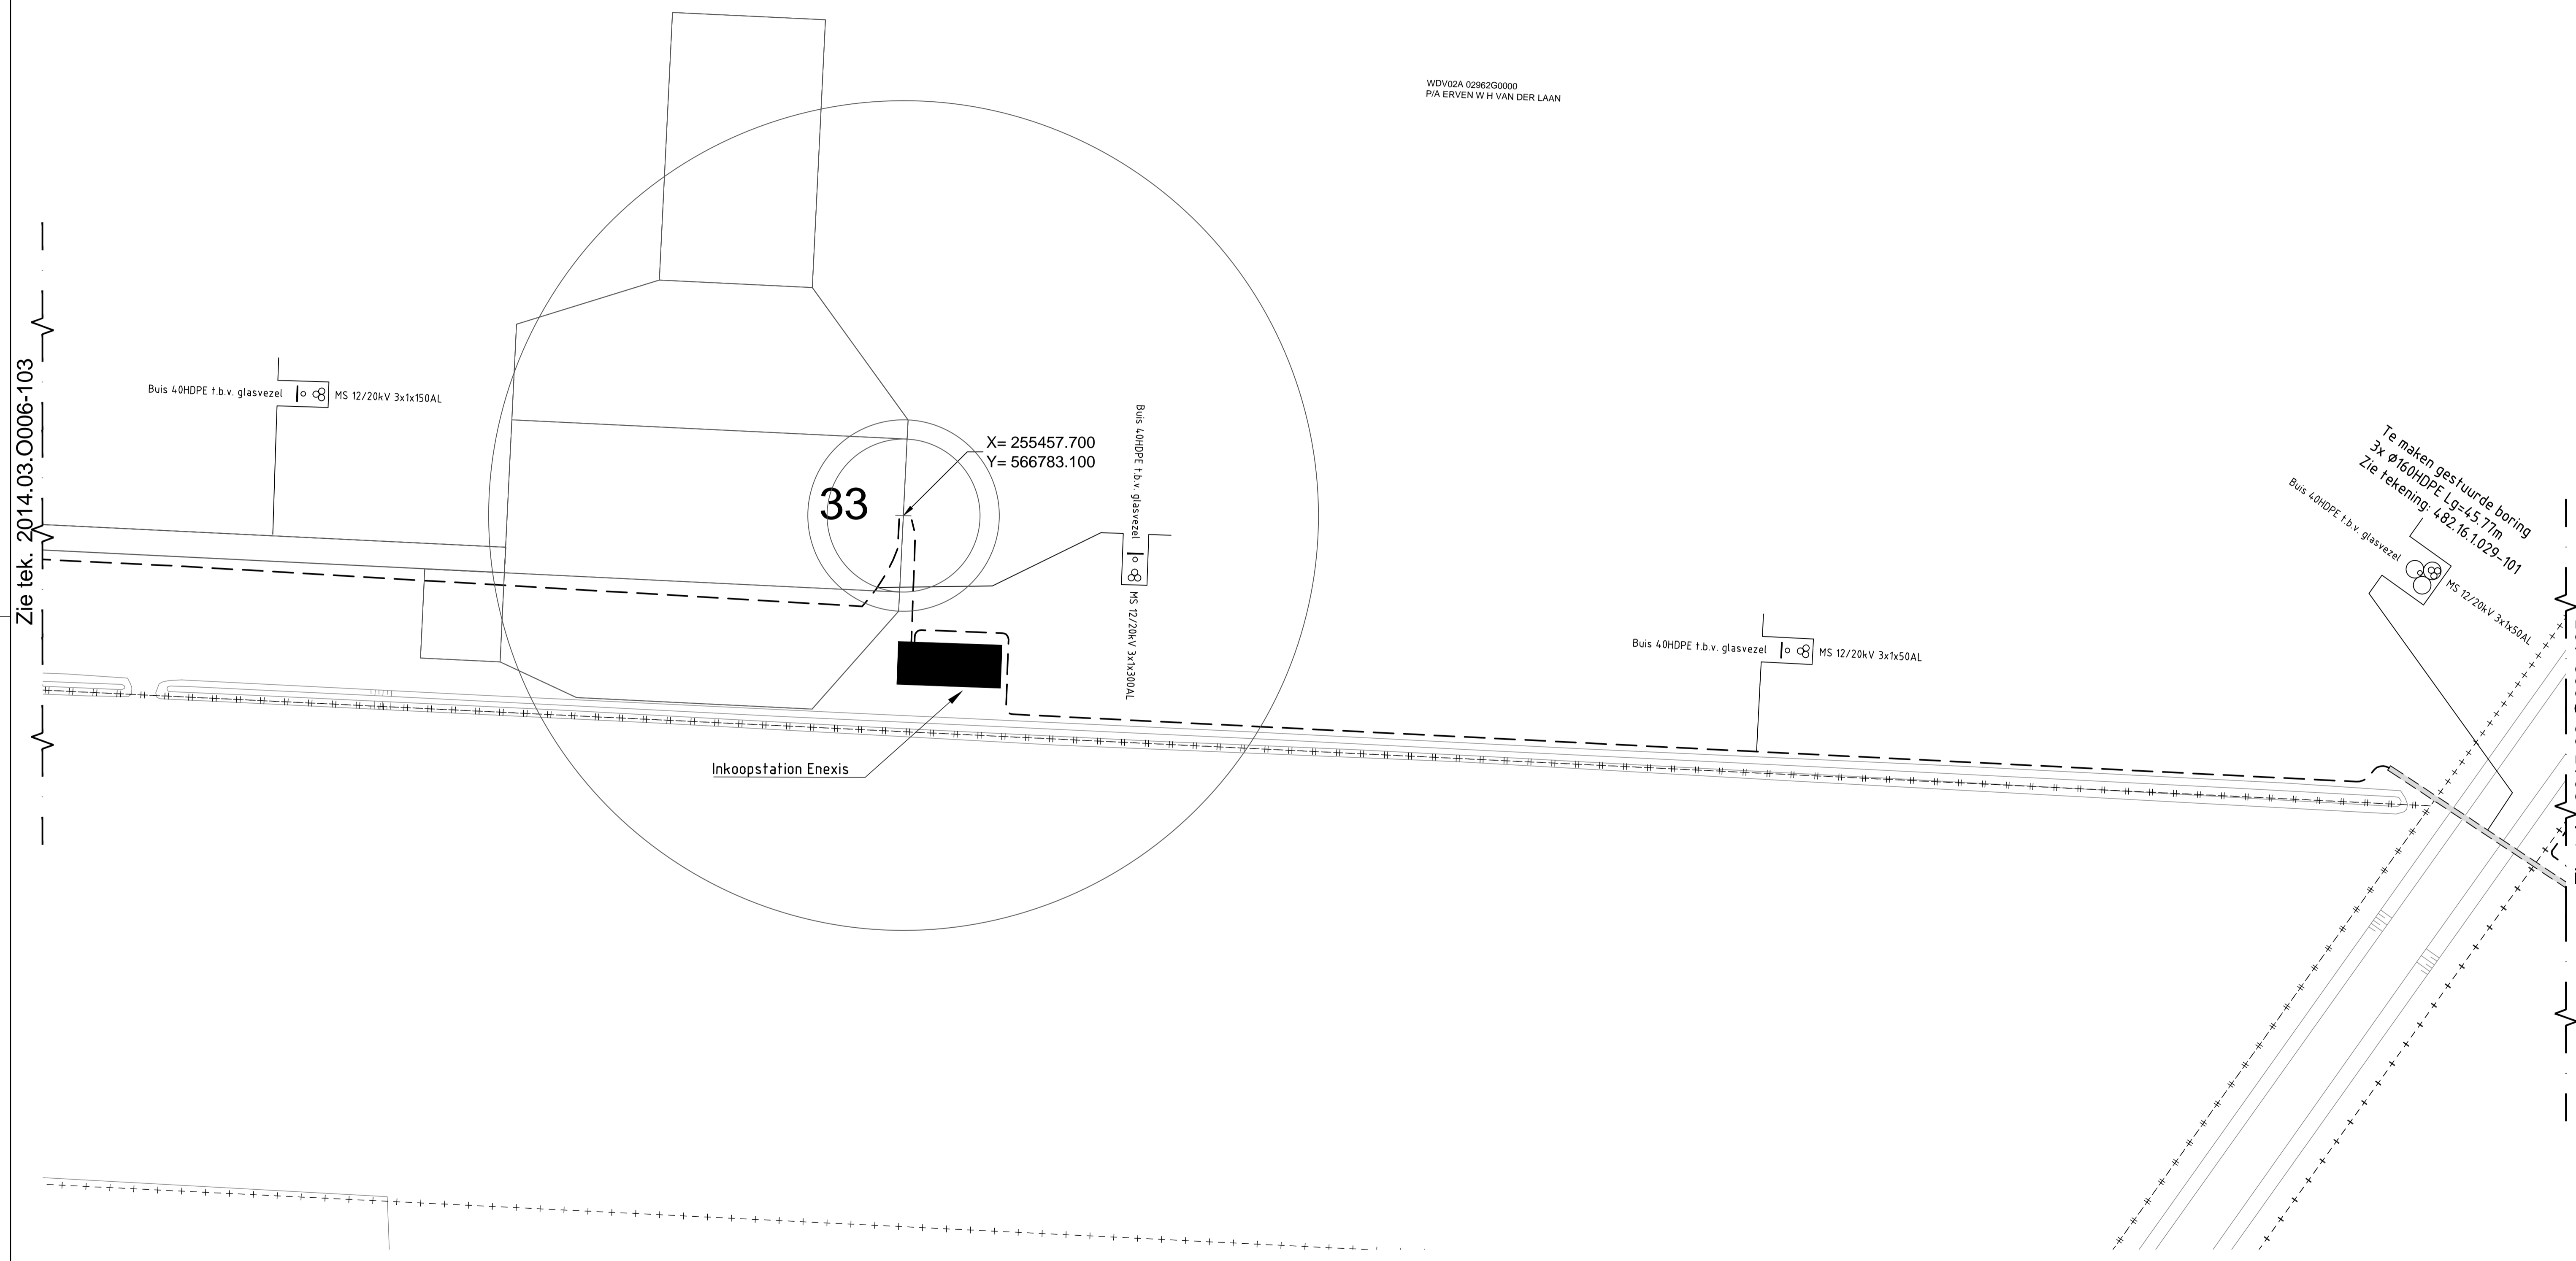 WDV02A 02962G0000
P/A ERVEN W H VAN DER LAAN
Zie tek. 2014.03.O006-103
Buis 40HDPE t.b.v. glasvezel
MS 12/20kV 3x1x150AL
X= 255457.700
Y= 566783.100
33
Buis 40HDPE t.b.v. glasvezel
MS 12/20kV 3x1x300AL
Inkoopstation Enexis
Buis 40HDPE t.b.v. glasvezel
MS 12/20kV 3x1x50AL
Te maken gestuurde boring
3x ø160HDPE Lg=45.77m
Zie tekening: 482.16.1.029-101
Buis 40HDPE t.b.v. glasvezel
MS 12/20kV 3x1x50AL